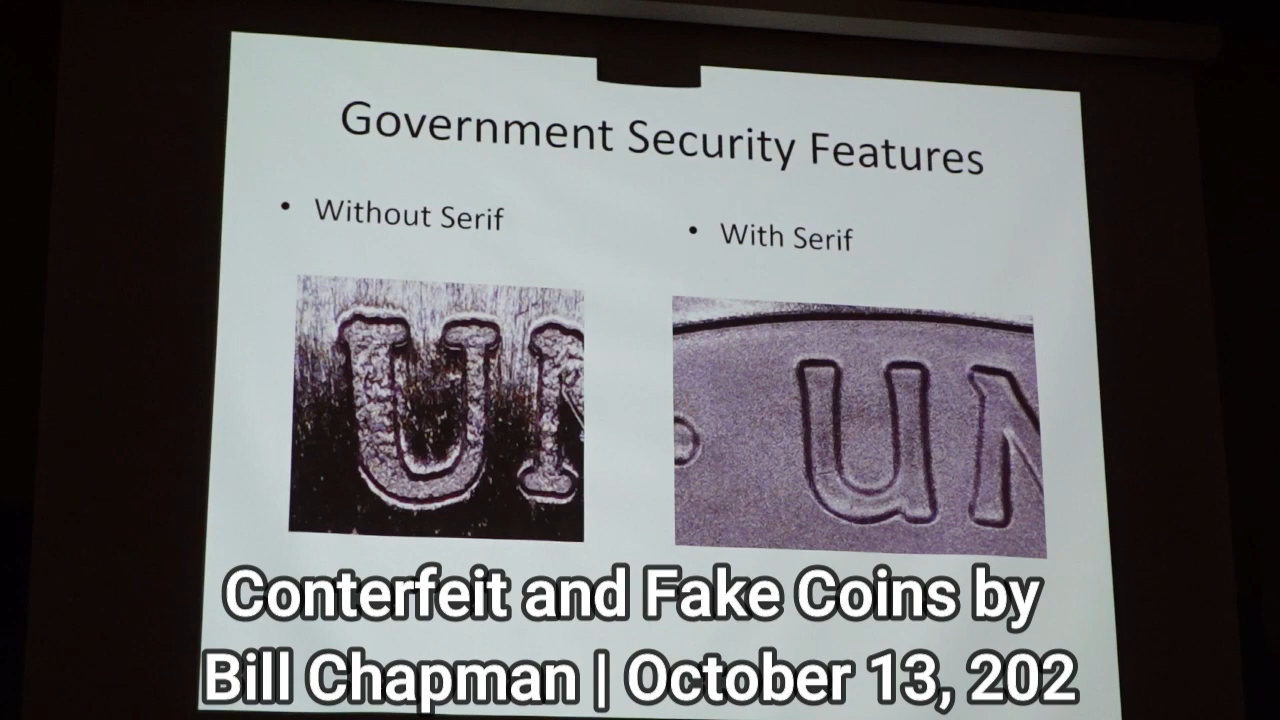 Government Security Features
• Without Serif
• With Serif
UN
UN
Conterfeit and Fake Coins by
Bill Chapman | October 13, 202